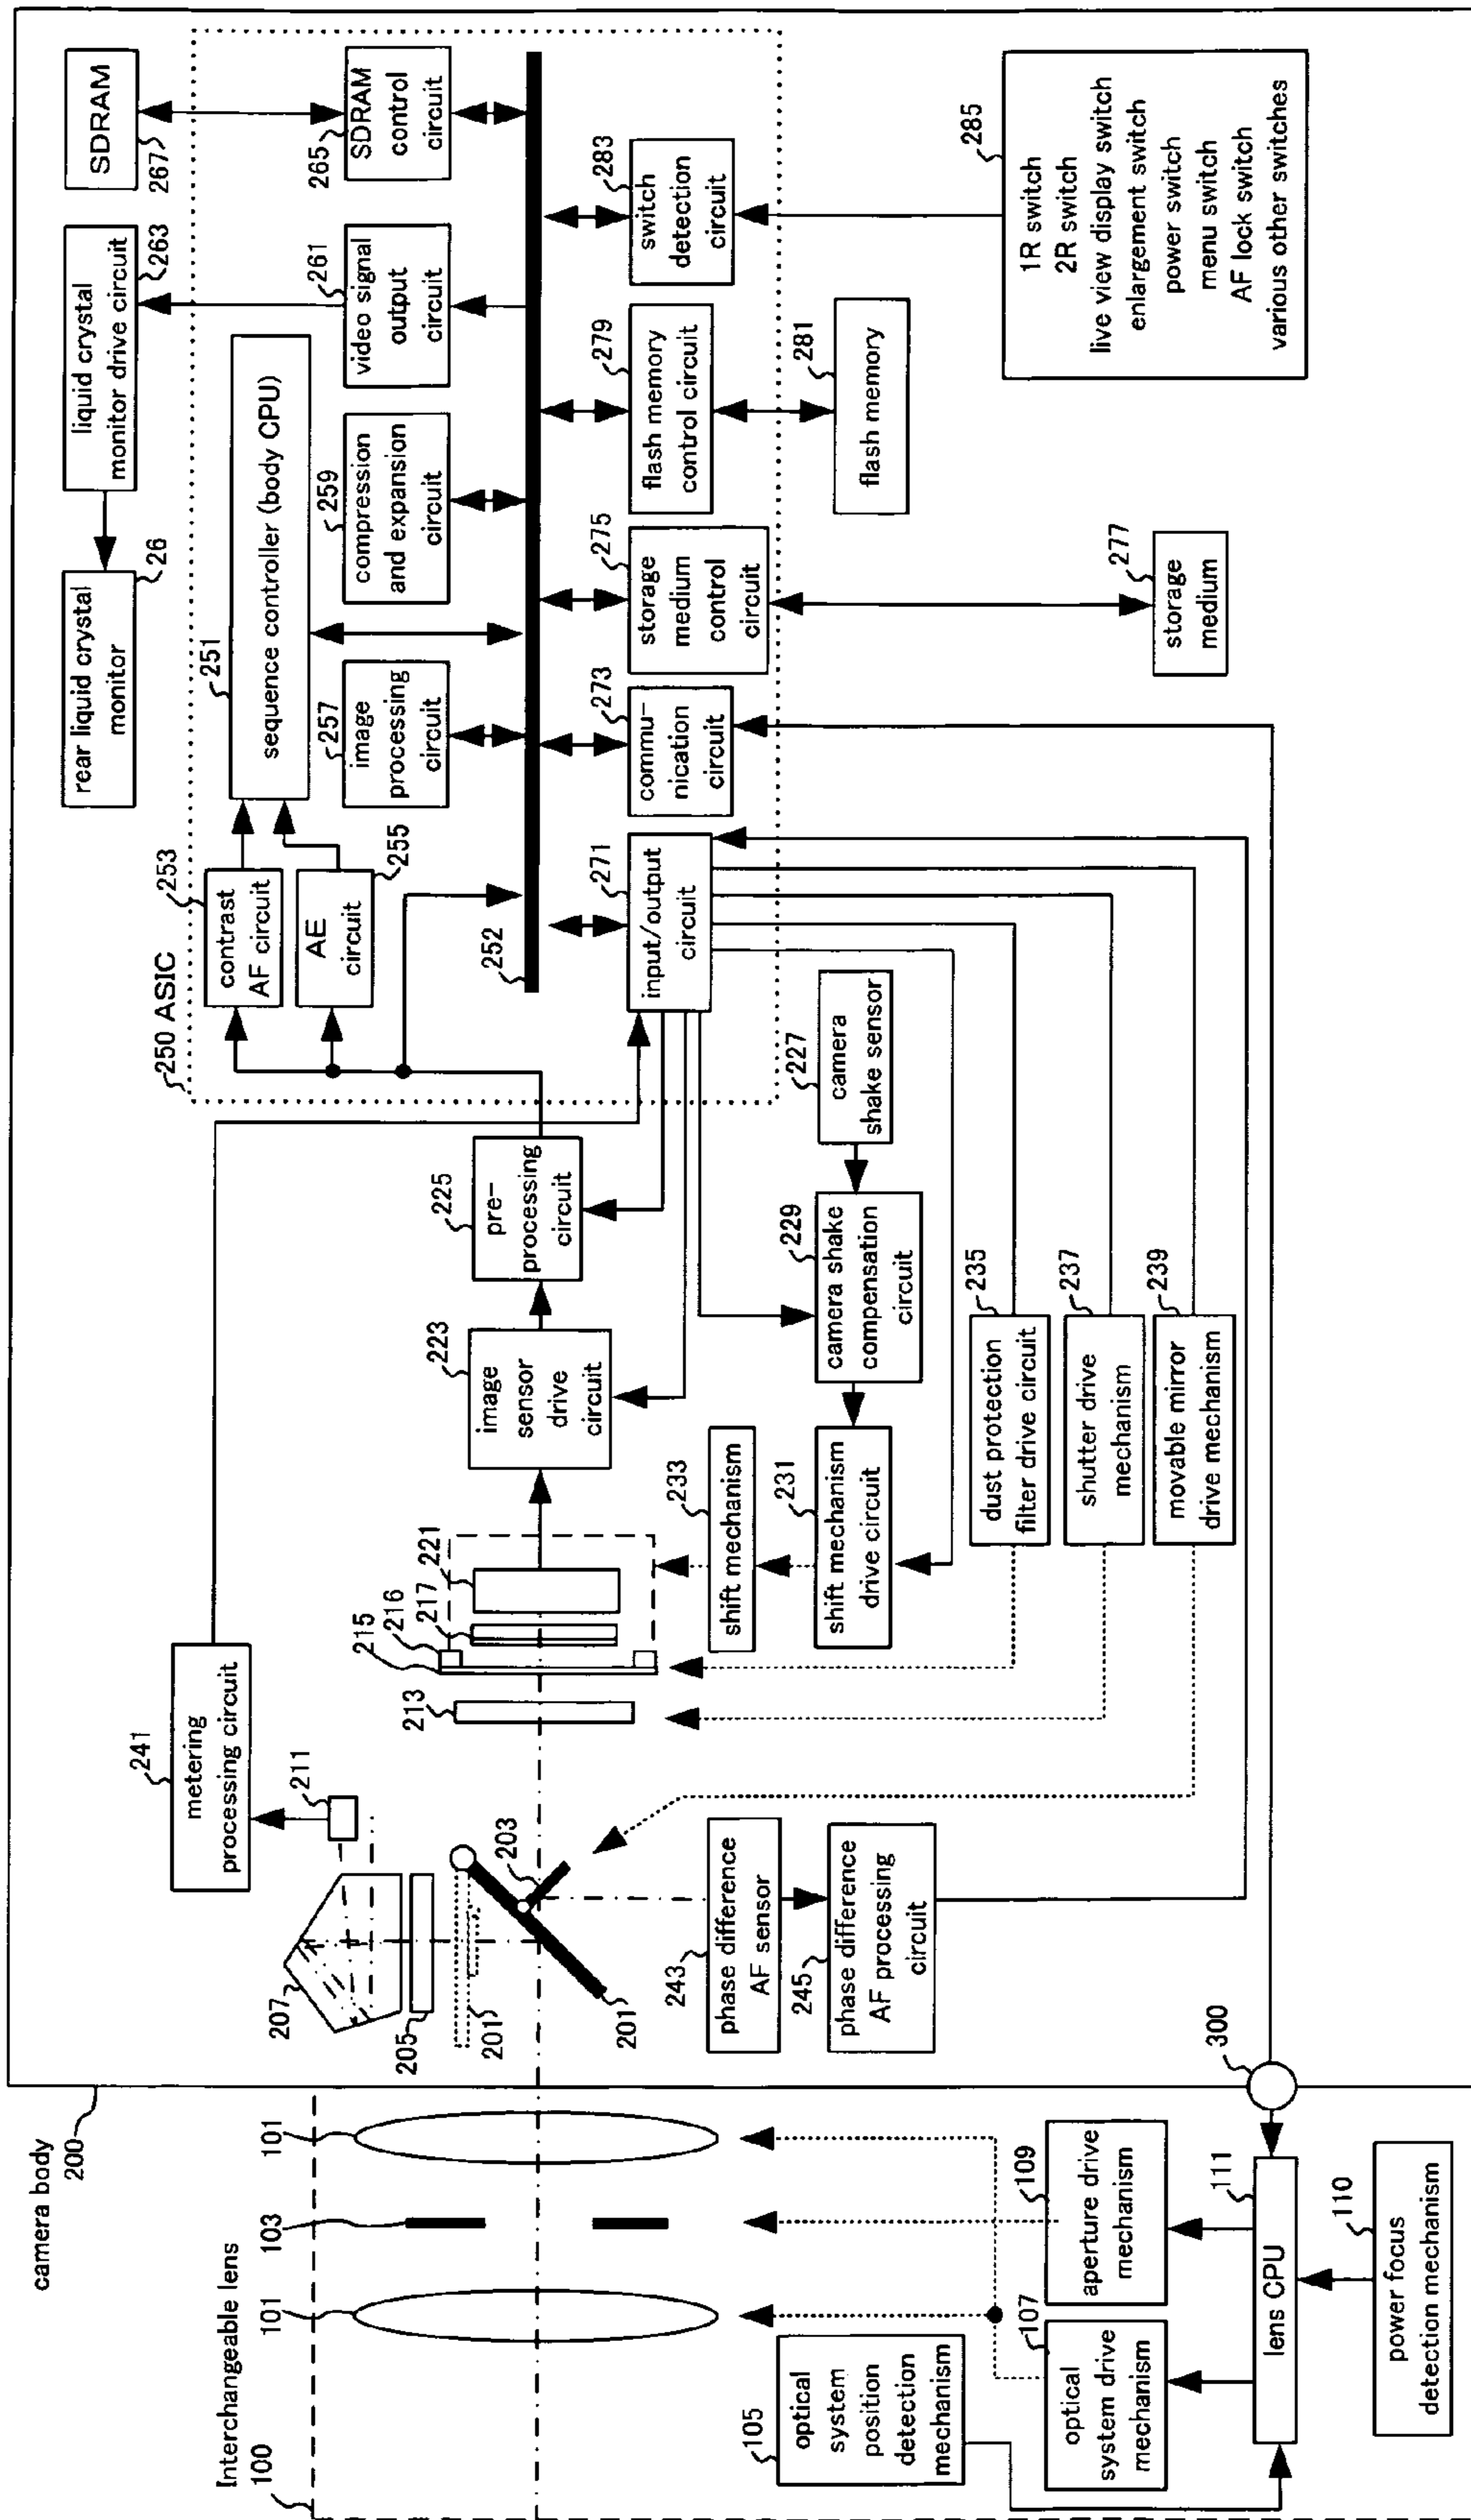 camera body
200
Interchangeable lens
100
101
103
101
105
optical
system
position
detection
mechanism
107
optical
system drive
mechanism
109
aperture drive
mechanism
111
lens CPU
110
power focus
detection mechanism
300
207
205
201
201
203
211
241
metering
processing circuit
243
phase difference
AF sensor
245
phase difference
AF processing
circuit
213
215
216
217
221
233
shift mechanism
231
shift mechanism
drive circuit
223
image
sensor
drive
circuit
225
pre-
processing
circuit
227
camera
shake sensor
229
camera shake
compensation
circuit
235
dust protection
filter drive circuit
237
shutter drive
mechanism
239
movable mirror
drive mechanism
250 ASIC
253
contrast
AF circuit
AE
circuit
255
251
sequence controller (body CPU)
252
257
image
processing
circuit
259
compression
and expansion
circuit
261
video signal
output
circuit
265
SDRAM
control
circuit
271
input/output
circuit
273
commu-
nication
circuit
275
storage
medium
control
circuit
279
flash memory
control circuit
283
switch
detection
circuit
rear liquid crystal
monitor
26
liquid crystal
monitor drive circuit
263
SDRAM
267
277
storage
medium
281
flash memory
285
1R switch
2R switch
live view display switch
enlargement switch
power switch
menu switch
AF lock switch
various other switches